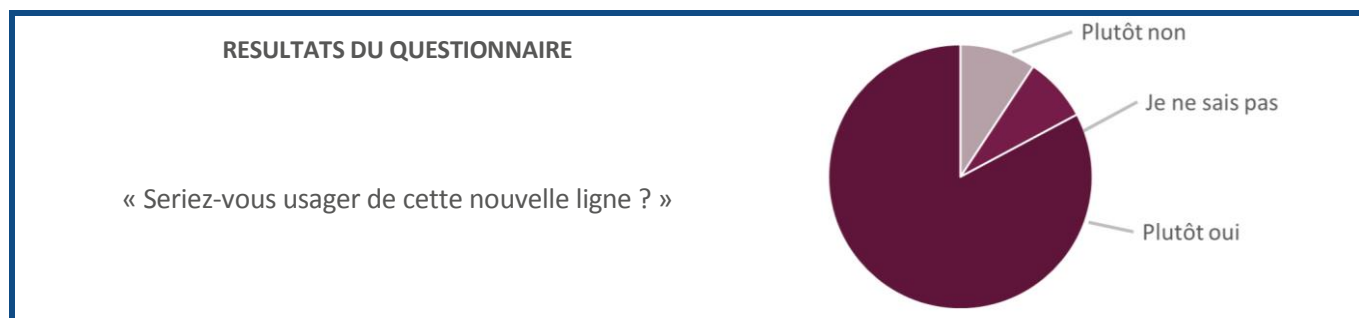 RESULTATS DU QUESTIONNAIRE
« Seriez-vous usager de cette nouvelle ligne ? »
Plutôt non
Je ne sais pas
Plutôt oui